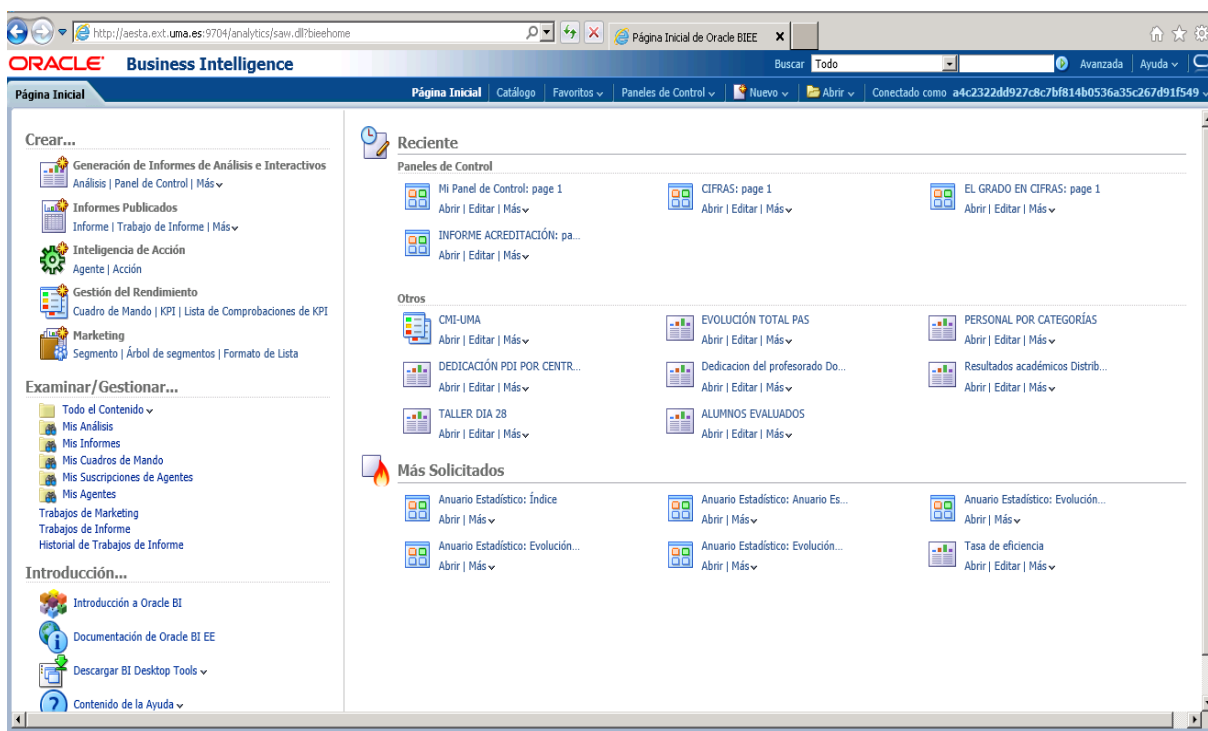 http://aesta.ext.uma.es:9704/analytics/saw.dll?bieehome
Página Inicial de Oracle BIEE
ORACLE Business Intelligence
Buscar Todo Avanzada Ayuda
Página Inicial
Página Inicial Catálogo Favoritos Paneles de Control Nuevo Abrir Conectado como a4c2322dd927c8c7bf814b0536a35c267d91f549
Crear...
Generación de Informes de Análisis e Interactivos
Análisis | Panel de Control | Más
Informes Publicados
Informe | Trabajo de Informe | Más
Inteligencia de Acción
Agente | Acción
Gestión del Rendimiento
Cuadro de Mando | KPI | Lista de Comprobaciones de KPI
Marketing
Segmento | Árbol de segmentos | Formato de Lista
Examinar/Gestionar...
Todo el Contenido
Mis Análisis
Mis Informes
Mis Cuadros de Mando
Mis Suscripciones de Agentes
Mis Agentes
Trabajos de Marketing
Trabajos de Informe
Historial de Trabajos de Informe
Introducción...
Introducción a Oracle BI
Documentación de Oracle BI EE
Descargar BI Desktop Tools
Contenido de la Ayuda
Reciente
Paneles de Control
Mi Panel de Control: page 1
Abrir | Editar | Más
CIFRAS: page 1
Abrir | Editar | Más
EL GRADO EN CIFRAS: page 1
Abrir | Editar | Más
INFORME ACREDITACIÓN: pa...
Abrir | Editar | Más
Otros
CMI-UMA
Abrir | Editar | Más
EVOLUCIÓN TOTAL PAS
Abrir | Editar | Más
PERSONAL POR CATEGORÍAS
Abrir | Editar | Más
DEDICACIÓN PDI POR CENTR...
Abrir | Editar | Más
Dedicacion del profesorado Do...
Abrir | Editar | Más
Resultados académicos Distrib...
Abrir | Editar | Más
TALLER DIA 28
Abrir | Editar | Más
ALUMNOS EVALUADOS
Abrir | Editar | Más
Más Solicitados
Anuario Estadístico: Índice
Abrir | Más
Anuario Estadístico: Anuario Es...
Abrir | Más
Anuario Estadístico: Evolución...
Abrir | Más
Anuario Estadístico: Evolución...
Abrir | Más
Anuario Estadístico: Evolución...
Abrir | Más
Tasa de eficiencia
Abrir | Editar | Más